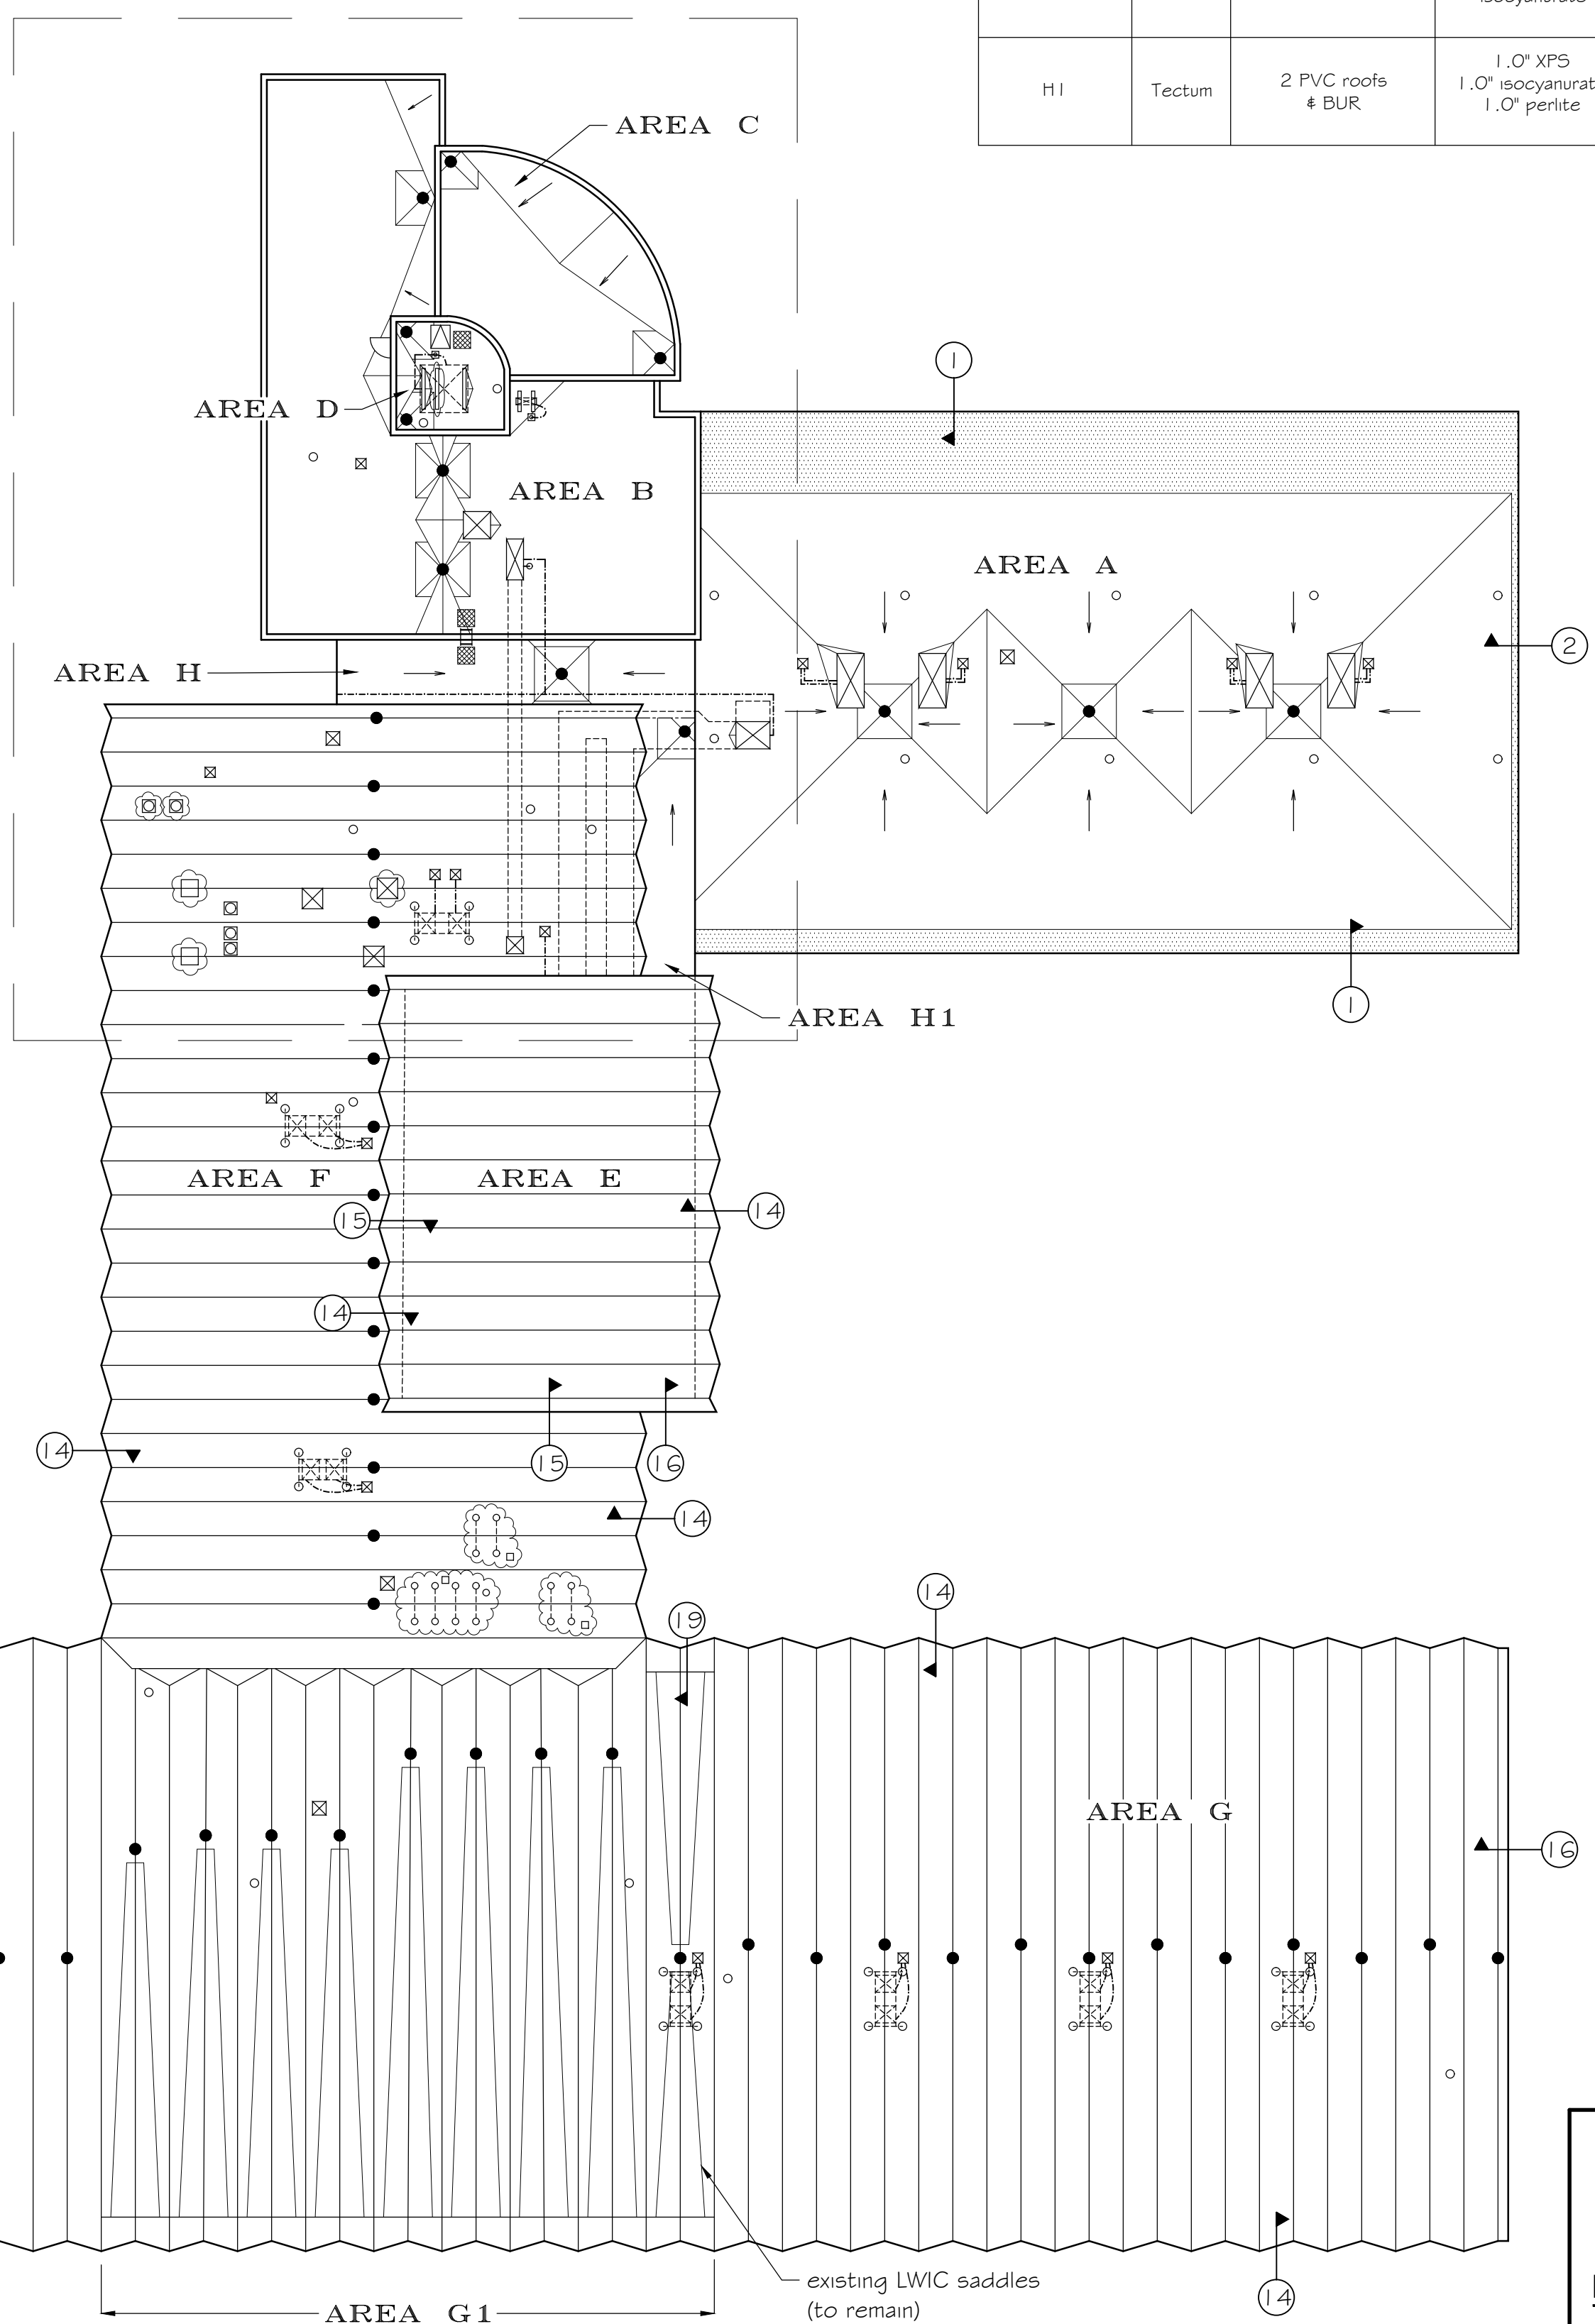 H1
Tectum
2 PVC roofs
& BUR
1.0" XPS
1.0" isocyanurat
1.0" perlite
AREA C
1
AREA D
AREA B
AREA A
2
AREA H
1
AREA H1
AREA F
AREA E
14
15
14
14
15
16
14
14
19
AREA G
16
existing LWIC saddles
(to remain)
14
AREA G1